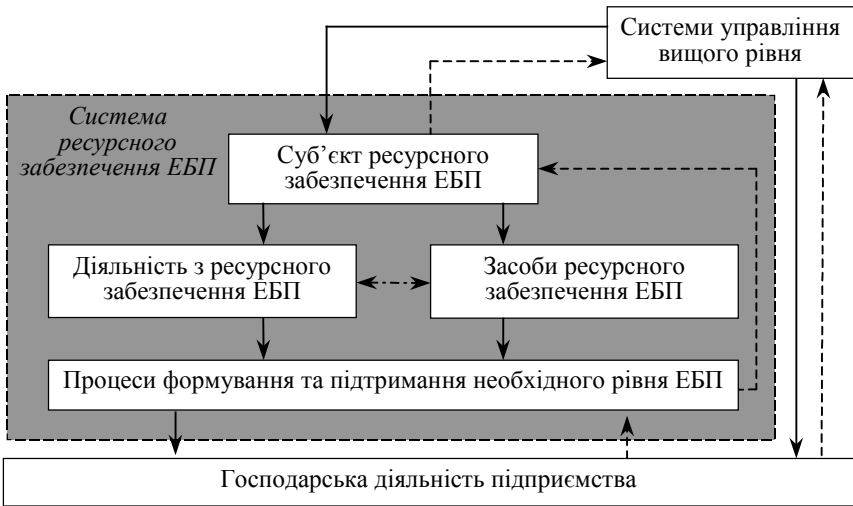 Системи управління
вищого рівня
Система
ресурсного
забезпечення ЕБП
Суб’єкт ресурсного
забезпечення ЕБП
Діяльність з ресурсного
забезпечення ЕБП
Засоби ресурсного
забезпечення ЕБП
Процеси формування та підтримання необхідного рівня ЕБП
Господарська діяльність підприємства